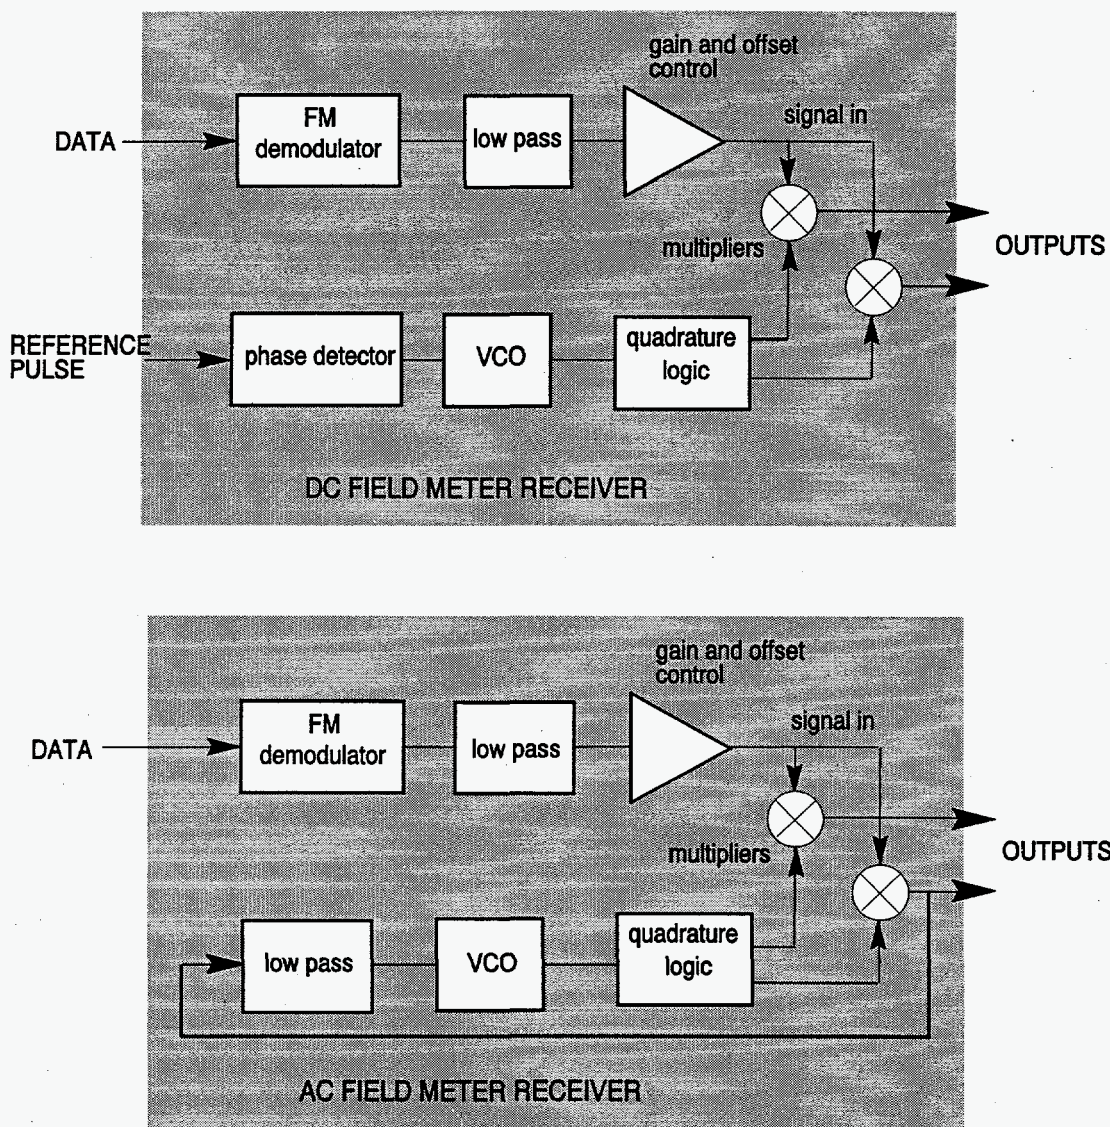 gain and offset
control
signal in
DATA
FM
demodulator
low pass
multipliers
OUTPUTS
REFERENCE
PULSE
phase detector
VCO
quadrature
logic
DC FIELD METER RECEIVER
gain and offset
control
signal in
DATA
FM
demodulator
low pass
multipliers
OUTPUTS
low pass
VCO
quadrature
logic
AC FIELD METER RECEIVER